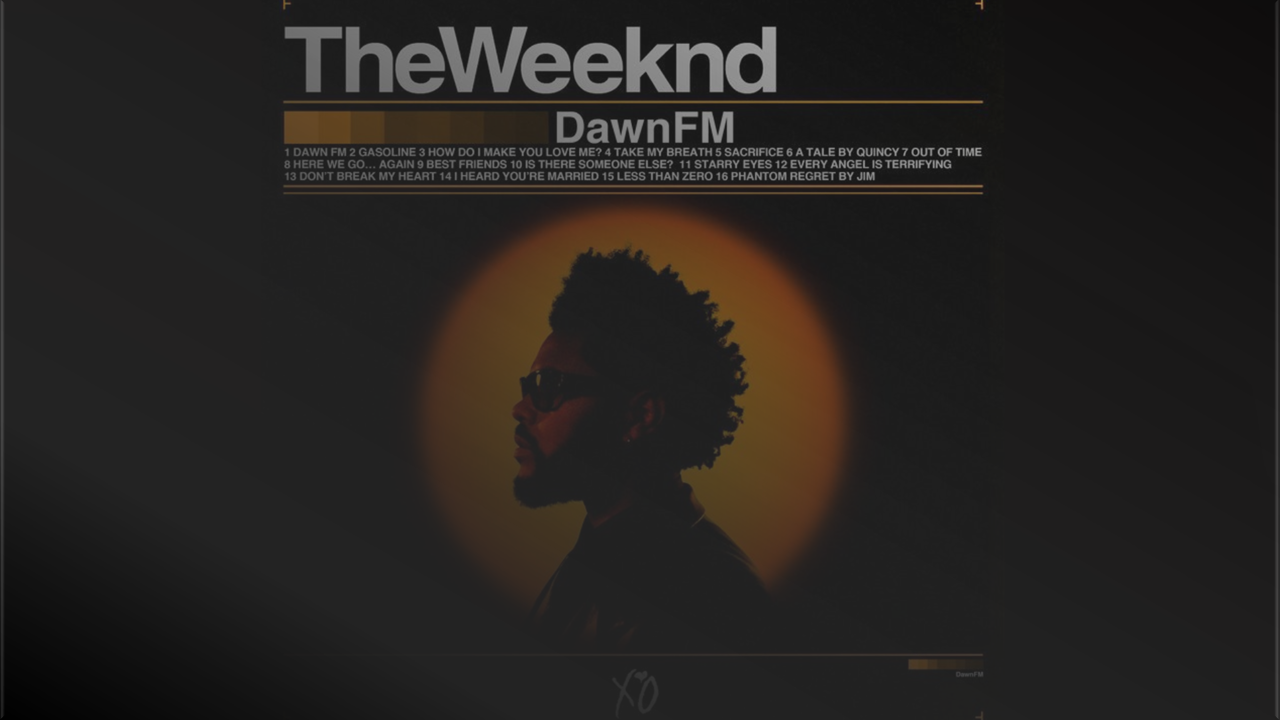 TheWeeknd
DawnFM
1 DAWN FM 2 GASOLINE 3 HOW DO I MAKE YOU LOVE ME? 4 TAKE MY BREATH 5 SACRIFICE 6 A TALE BY QUINCY 7 OUT OF TIME
8 HERE WE GO... AGAIN 9 BEST FRIENDS 10 IS THERE SOMEONE ELSE? 11 STARRY EYES 12 EVERY ANGEL IS TERRIFYING
13 DON'T BREAK MY HEART 14 I HEARD YOU'RE MARRIED 15 LESS THAN ZERO 16 PHANTOM REGRET BY JIM
DawnFM
XO